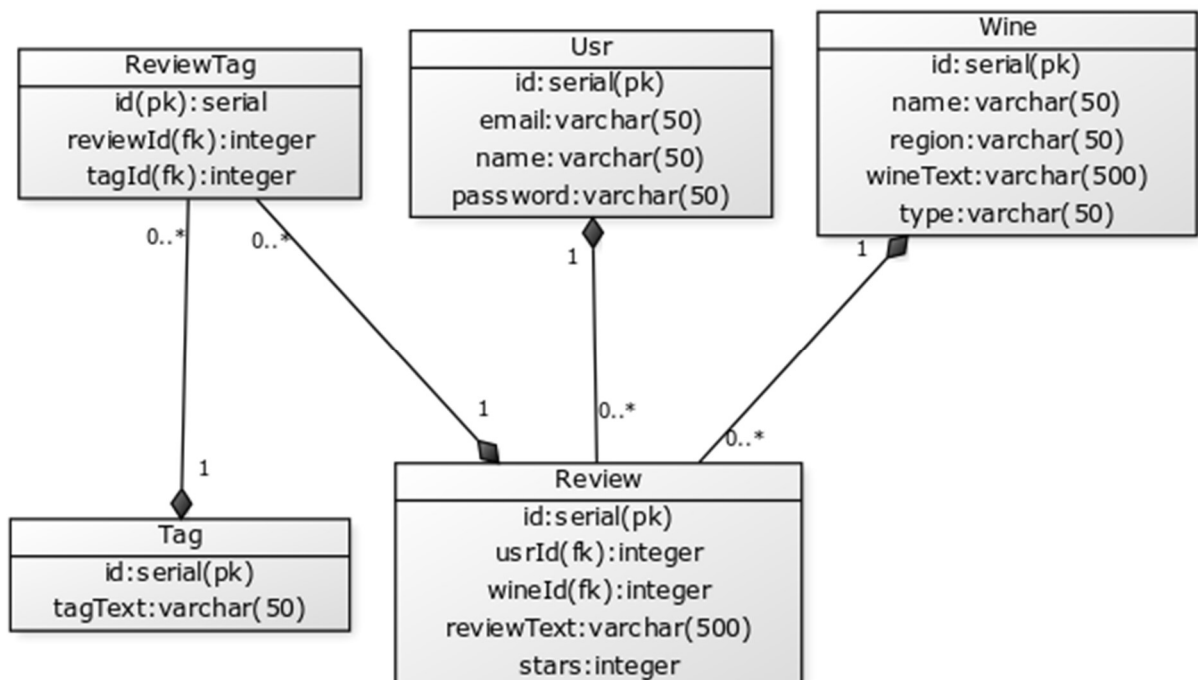 ReviewTag
id(pk):serial
reviewId(fk):integer
tagId(fk):integer
Usr
id:serial(pk)
email:varchar(50)
name:varchar(50)
password:varchar(50)
Wine
id:serial(pk)
name:varchar(50)
region:varchar(50)
wineText:varchar(500)
type:varchar(50)
0..*
0..*
1
1
1
0..*
0..*
1
Tag
id:serial(pk)
tagText:varchar(50)
Review
id:serial(pk)
usrId(fk):integer
wineId(fk):integer
reviewText:varchar(500)
stars:integer